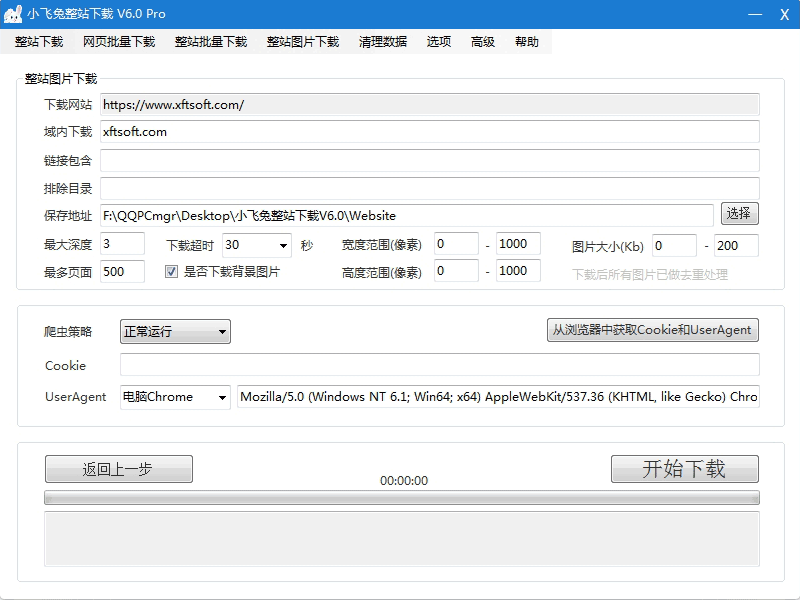 小飞兔整站下载 V6.0 Pro
整站下载 网页批量下载 整站批量下载 整站图片下载 清理数据 选项 高级 帮助
整站图片下载
下载网站 https://www.xftsoft.com/
域内下载 xftsoft.com
链接包含
排除目录
保存地址 F:\QQPCmgr\Desktop\小飞兔整站下载V6.0\Website 选择
最大深度 3 下载超时 30 秒 宽度范围(像素) 0 - 1000 图片大小(Kb) 0 - 200
最多页面 500 是否下载背景图片 高度范围(像素) 0 - 1000 下载后所有图片已做去重处理
爬虫策略 正常运行 从浏览器中获取Cookie和UserAgent
Cookie
UserAgent 电脑Chrome Mozilla/5.0 (Windows NT 6.1; Win64; x64) AppleWebKit/537.36 (KHTML, like Gecko) Chro
返回上一步 00:00:00 开始下载